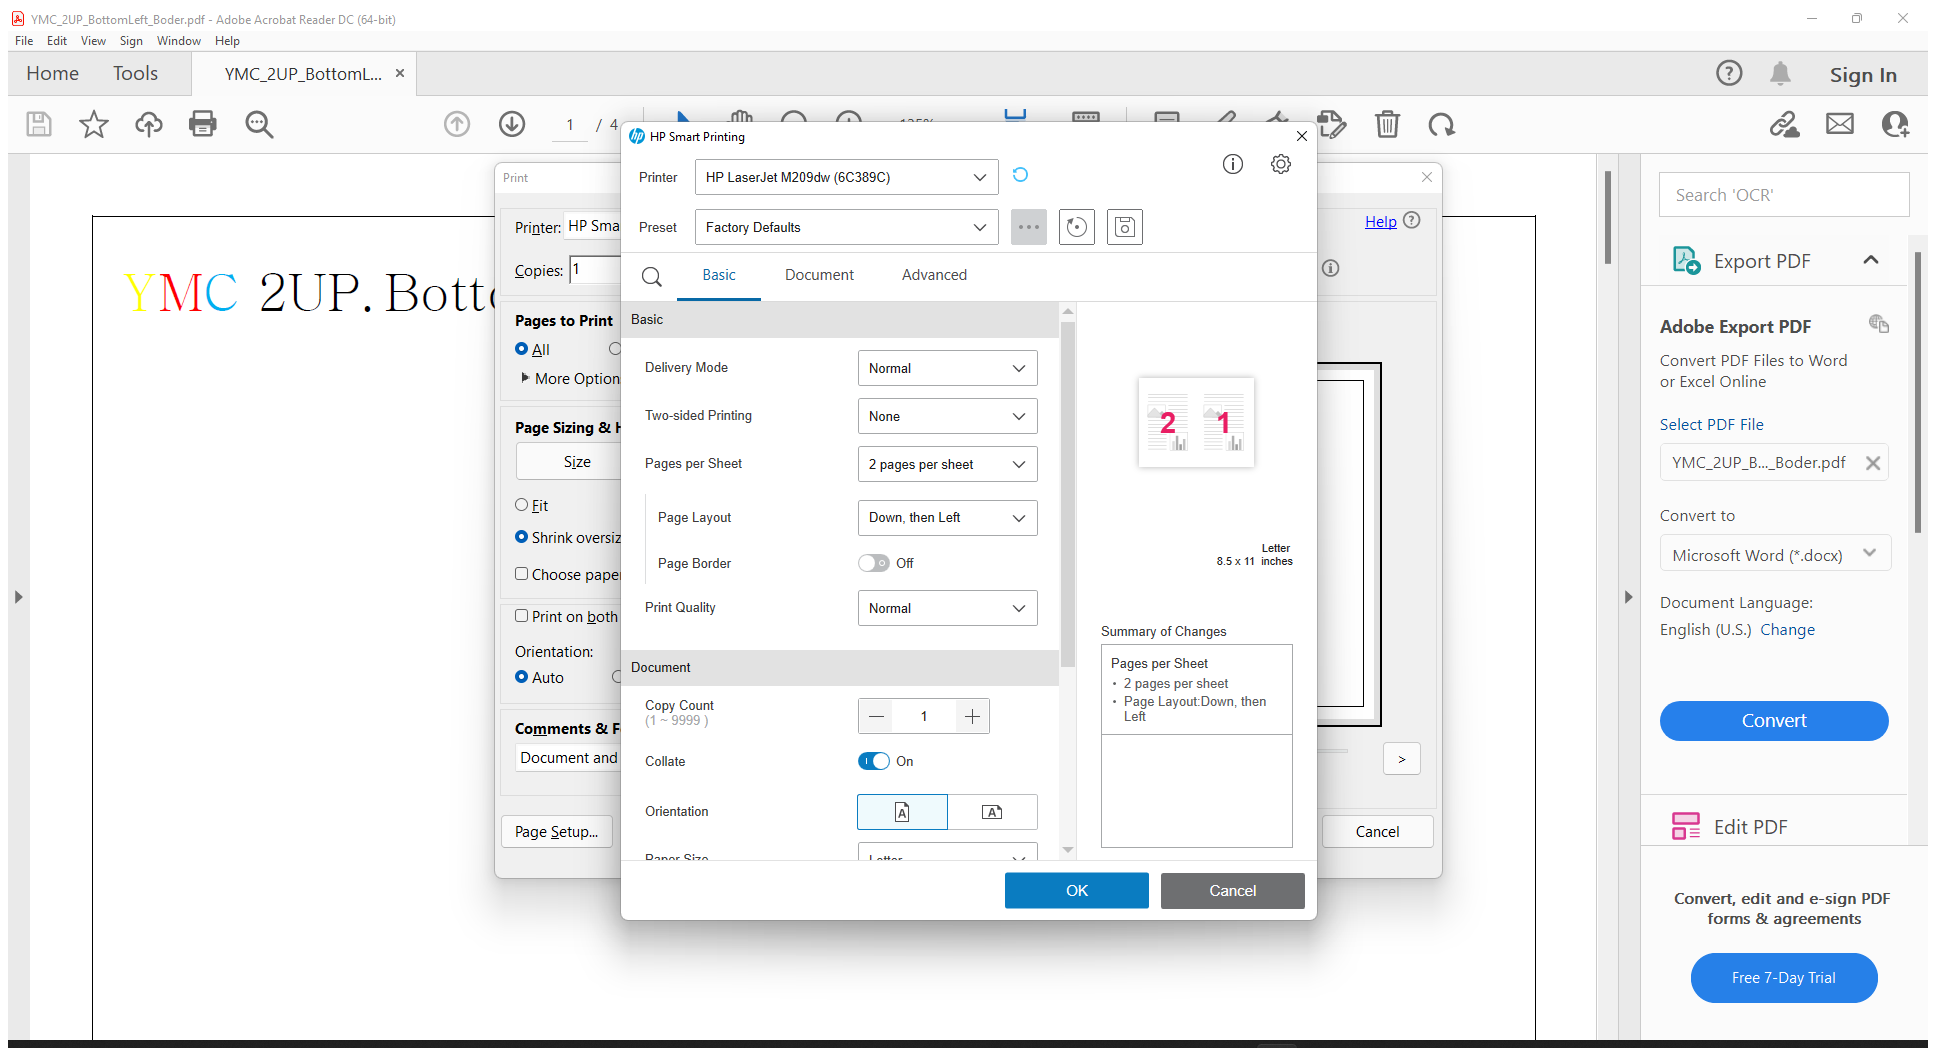 YMC_2UP_BottomLeft_Boder.pdf - Adobe Acrobat Reader DC (64-bit)
File Edit View Sign Window Help
Home Tools YMC_2UP_BottomL... × Sign In
1 / 4
YMC 2UP. Botto
Print
Printer: HP Sma
Copies: 1
Pages to Print
All
More Option
Page Sizing & H
Size
Fit
Shrink oversiz
Choose pape
Print on both
Orientation:
Auto
Comments & F
Document and
Page Setup...
Help
>
Cancel
HP Smart Printing
Printer HP LaserJet M209dw (6C389C)
Preset Factory Defaults
Basic Document Advanced
Basic
Delivery Mode Normal
Two-sided Printing None
Pages per Sheet 2 pages per sheet
Page Layout Down, then Left
Page Border Off
Print Quality Normal
Document
Copy Count
(1 ~ 9999 )
1
Collate On
Orientation
Paper Size Letter
2 1
Letter
8.5 x 11 inches
Summary of Changes
Pages per Sheet
• 2 pages per sheet
• Page Layout:Down, then
Left
OK Cancel
Search 'OCR'
Export PDF
Adobe Export PDF
Convert PDF Files to Word
or Excel Online
Select PDF File
YMC_2UP_B..._Boder.pdf
Convert to
Microsoft Word (*.docx)
Document Language:
English (U.S.) Change
Convert
Edit PDF
Convert, edit and e-sign PDF
forms & agreements
Free 7-Day Trial